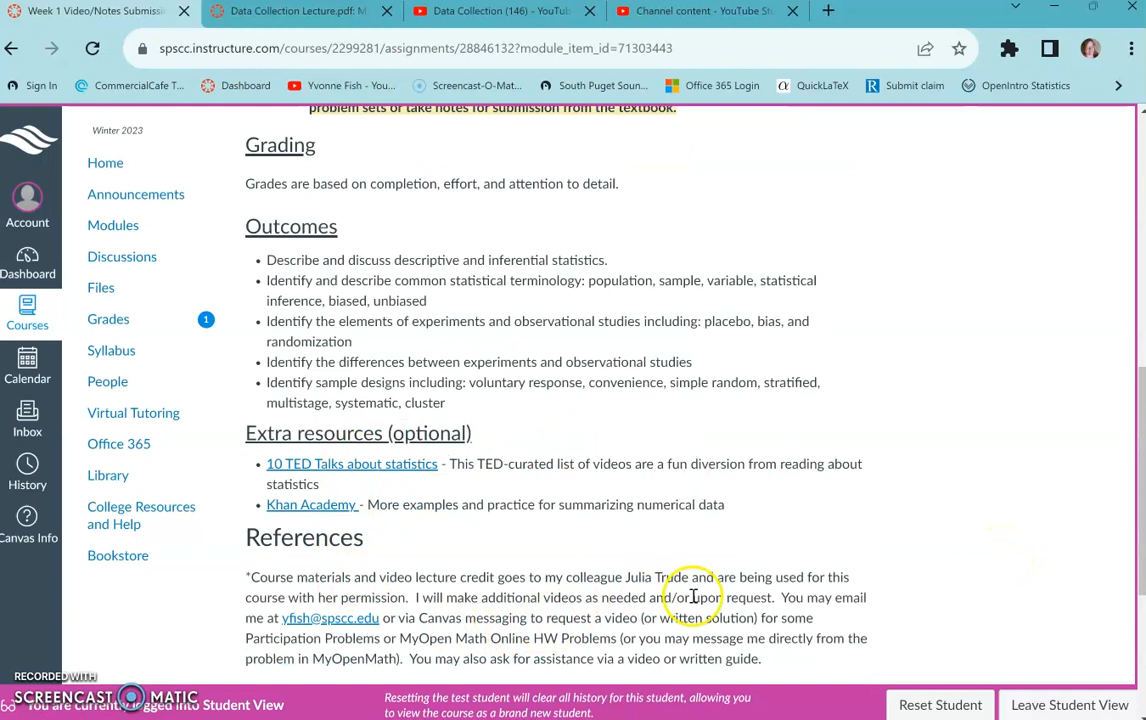 Week 1 Video/Notes Submissi
Data Collection Lecture.pdf: M
Data Collection (146) - YouTub
Channel content - YouTube St
spscc.instructure.com/courses/2299281/assignments/28846132?module_item_id=71303443
Sign In
CommercialCafe T...
Dashboard
Yvonne Fish - You...
Screencast-O-Mat...
South Puget Soun...
Office 365 Login
QuickLaTeX
Submit claim
OpenIntro Statistics
problem sets or take notes for submission from the textbook.
Winter 2023
Home
Announcements
Modules
Discussions
Files
Grades
1
Syllabus
People
Virtual Tutoring
Office 365
Library
College Resources
and Help
Bookstore
Account
Dashboard
Courses
Calendar
Inbox
History
Canvas Info
Grading
Grades are based on completion, effort, and attention to detail.
Outcomes
• Describe and discuss descriptive and inferential statistics.
• Identify and describe common statistical terminology: population, sample, variable, statistical
inference, biased, unbiased
• Identify the elements of experiments and observational studies including: placebo, bias, and
randomization
• Identify the differences between experiments and observational studies
• Identify sample designs including: voluntary response, convenience, simple random, stratified,
multistage, systematic, cluster
Extra resources (optional)
• 10 TED Talks about statistics - This TED-curated list of videos are a fun diversion from reading about
statistics
• Khan Academy - More examples and practice for summarizing numerical data
References
*Course materials and video lecture credit goes to my colleague Julia Trude and are being used for this
course with her permission. I will make additional videos as needed and/or upon request. You may email
me at yfish@spscc.edu or via Canvas messaging to request a video (or written solution) for some
Participation Problems or MyOpen Math Online HW Problems (or you may message me directly from the
problem in MyOpenMath). You may also ask for assistance via a video or written guide.
RECORDED WITH
SCREENCAST MATIC
You are currently logged into Student View
Resetting the test student will clear all history for this student, allowing you
to view the course as a brand new student.
Reset Student
Leave Student View